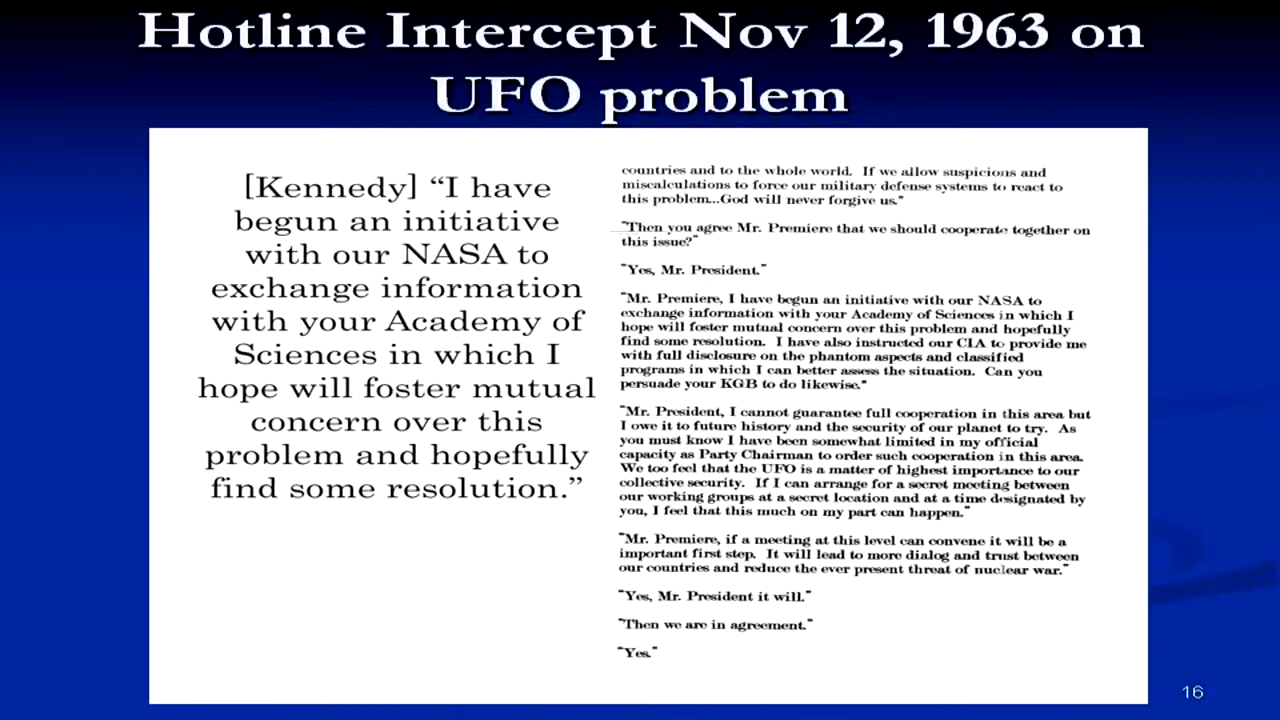 Hotline Intercept Nov 12, 1963 on
UFO problem
[Kennedy] “I have
begun an initiative
with our NASA to
exchange information
with your Academy of
Sciences in which I
hope will foster mutual
concern over this
problem and hopefully
find some resolution.”
countries and to the whole world. If we allow suspicions and
miscalculations to force our military defense systems to react to
this problem...God will never forgive us."
"Then you agree Mr. Premiere that we should cooperate together on
this issue?"
"Yes, Mr. President."
"Mr. Premiere, I have begun an initiative with our NASA to
exchange information with your Academy of Sciences in which I
hope will foster mutual concern over this problem and hopefully
find some resolution. I have also instructed our CIA to provide me
with full disclosure on the phantom aspects and classified
programs in which I can better assess the situation. Can you
persuade your KGB to do likewise."
"Mr. President, I cannot guarantee full cooperation in this area but
I owe it to future history and the security of our planet to try. As
you must know I have been somewhat limited in my official
capacity as Party Chairman to order such cooperation in this area.
We too feel that the UFO is a matter of highest importance to our
collective security. If I can arrange for a secret meeting between
our working groups at a secret location and at a time designated by
you, I feel that this much on my part can happen."
"Mr. Premiere, if a meeting at this level can convene it will be a
important first step. It will lead to more dialog and trust between
our countries and reduce the ever present threat of nuclear war."
"Yes, Mr. President it will."
"Then we are in agreement."
"Yes."
16